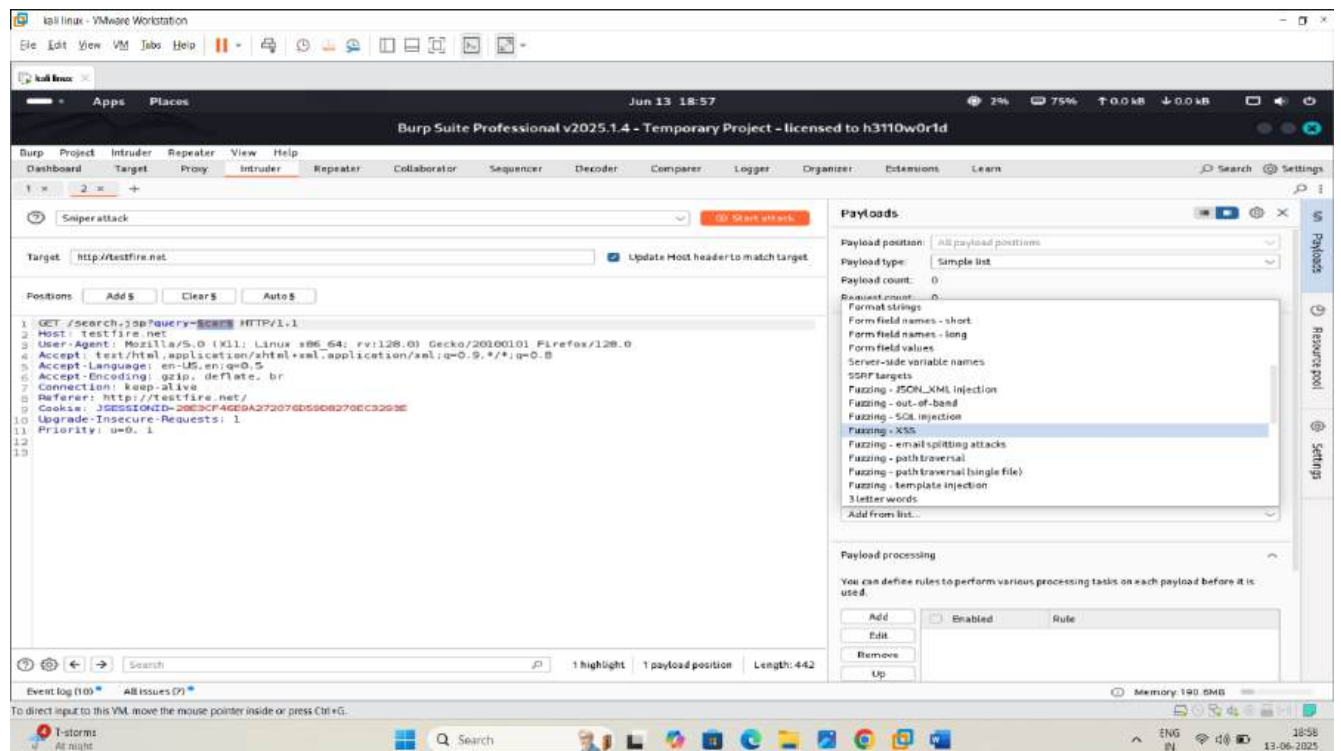 kali linux - VMware Workstation
File Edit View VM Tabs Help
kali linux
Apps Places Jun 13 18:57 2% 75% 0.0 kB 0.0 kB
Burp Suite Professional v2025.1.4 - Temporary Project - licensed to h3110w0r1d
Burp Project Intruder Repeater View Help
Dashboard Target Proxy Intruder Repeater Collaborator Sequencer Decoder Comparer Logger Organizer Extensions Learn Search Settings
1 × 2 × +
Sniper attack Start attack
Target http://testfire.net Update Host header to match target
Positions Add § Clear § Auto §
1 GET /search.jsp?query=§cars§ HTTP/1.1
2 Host: testfire.net
3 User-Agent: Mozilla/5.0 (X11; Linux x86_64; rv:128.0) Gecko/20100101 Firefox/128.0
4 Accept: text/html,application/xhtml+xml,application/xml;q=0.9,*/*;q=0.8
5 Accept-Language: en-US,en;q=0.5
6 Accept-Encoding: gzip, deflate, br
7 Connection: keep-alive
8 Referer: http://testfire.net/
9 Cookie:
10 Upgrade-Insecure-Requests: 1
11 Priority: u=0, i
12
13
Search 1 highlight 1 payload position Length: 442
Payloads
Payload position: All payload positions
Payload type: Simple list
Payload count: 0
Request count: 0
Format strings
Form field names - short
Form field names - long
Form field values
Server-side variable names
SSRF targets
Fuzzing - JSON_XML injection
Fuzzing - out-of-band
Fuzzing - SQL injection
Fuzzing - XSS
Fuzzing - email splitting attacks
Fuzzing - path traversal
Fuzzing - path traversal (single file)
Fuzzing - template injection
3 letter words
Add from list...
Payload processing
You can define rules to perform various processing tasks on each payload before it is
used.
Add Enabled Rule
Edit
Remove
Up
Payloads
Resource pool
Settings
Event log (10) All issues (7) Memory: 190.6MB
To direct input to this VM, move the mouse pointer inside or press Ctrl+G.
T-storms
At night
Search
ENG
IN
18:58
13-06-2025